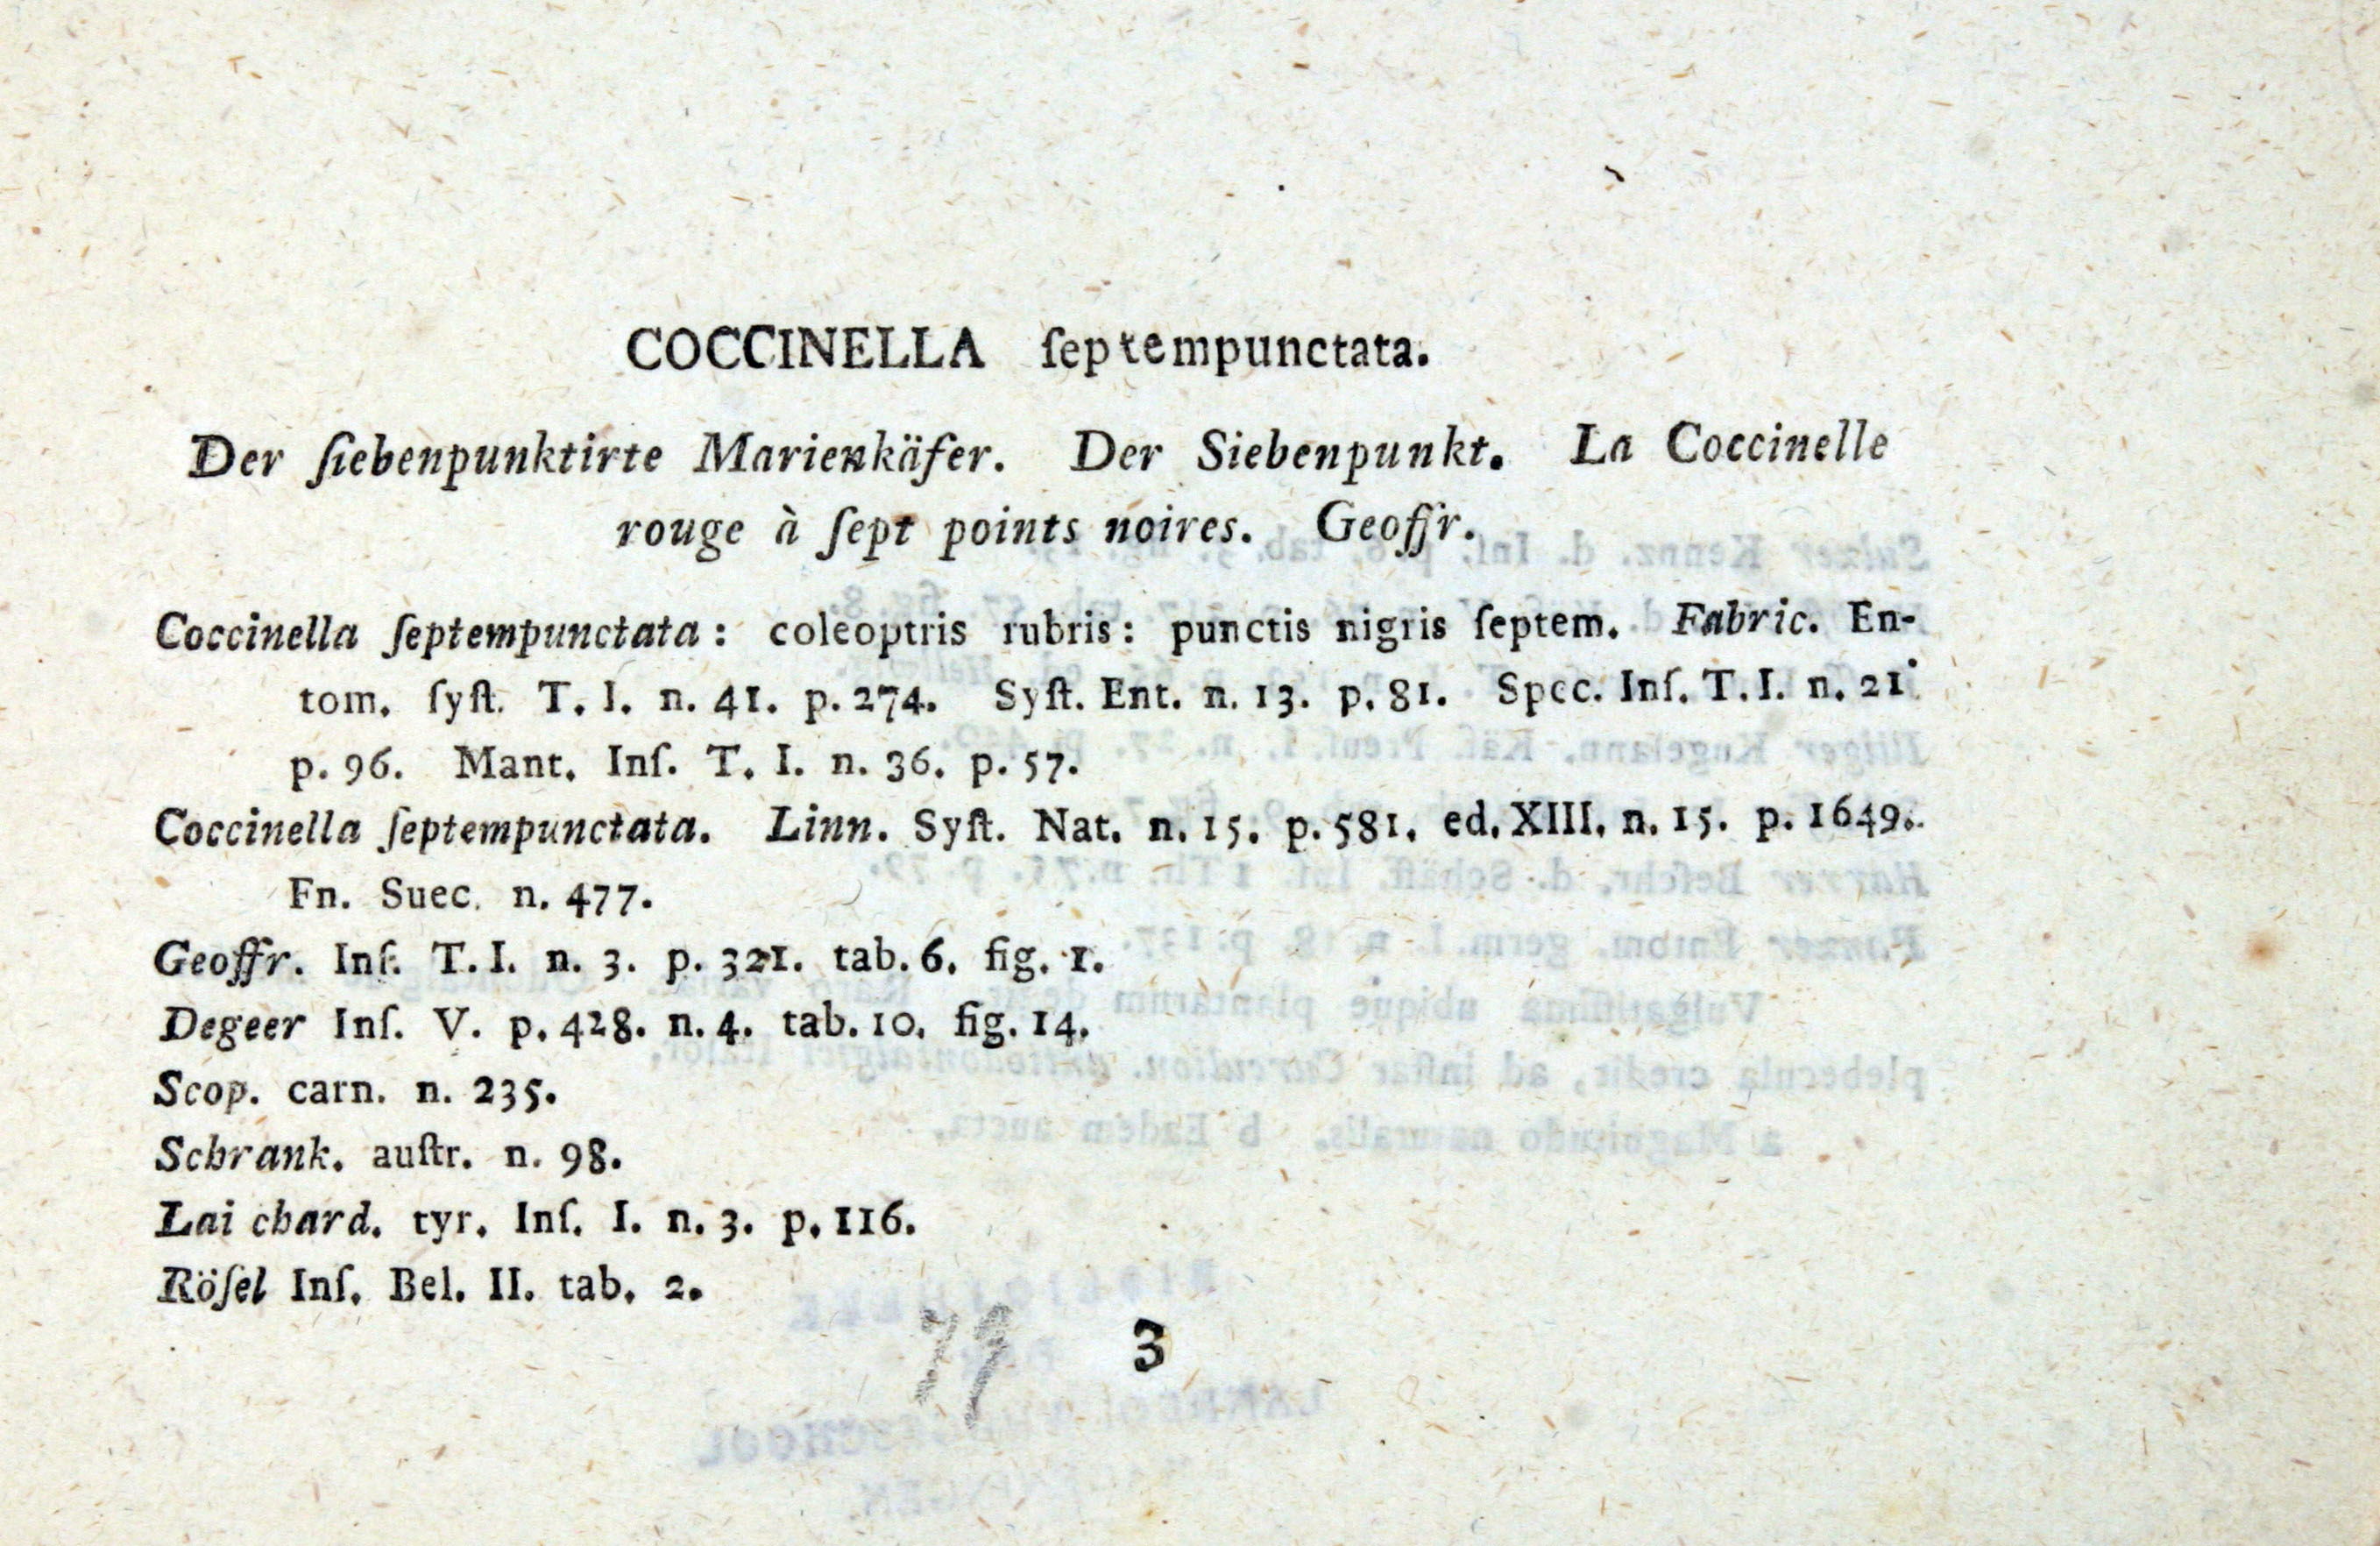 COCCINELLA ſeptempunctata.
Der ſiebenpunktirte Marienkäfer. Der Siebenpunkt. La Coccinelle
rouge à ſept points noires. Geoffr.
Coccinella ſeptempunctata: coleoptris rubris: punctis nigris ſeptem. Fabric. En-
tom. ſyſt. T. I. n. 41. p. 274. Syſt. Ent. n. 13. p. 81. Spec. Inſ. T. I. n. 21.
p. 96. Mant. Inſ. T. I. n. 36. p. 57.
Coccinella ſeptempunctata. Linn. Syſt. Nat. n. 15. p. 581. ed. XIII. n. 15. p. 1649.
Fn. Suec. n. 477.
Geoffr. Inſ. T. I. n. 3. p. 321. tab. 6. fig. 1.
Degeer Inſ. V. p. 428. n. 4. tab. 10. fig. 14.
Scop. carn. n. 235.
Schrank. auſtr. n. 98.
Laichard. tyr. Inſ. I. n. 3. p. 116.
Röſel Inſ. Bel. II. tab. 2.
79 3